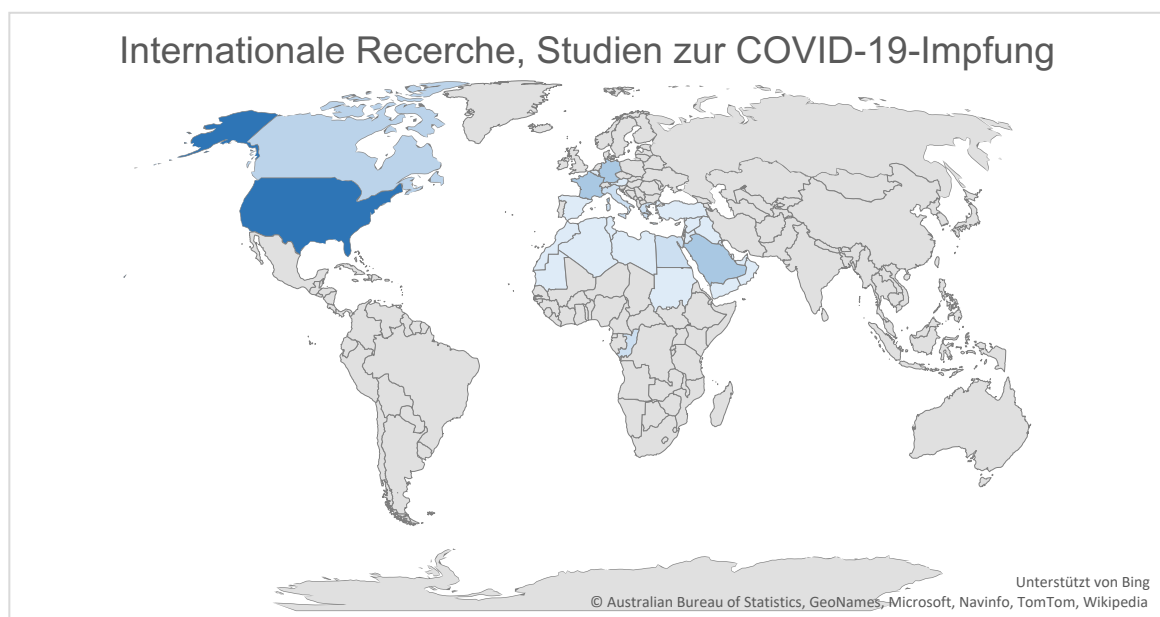 Internationale Recerche, Studien zur COVID-19-Impfung
Unterstützt von Bing
© Australian Bureau of Statistics, GeoNames, Microsoft, Navinfo, TomTom, Wikipedia